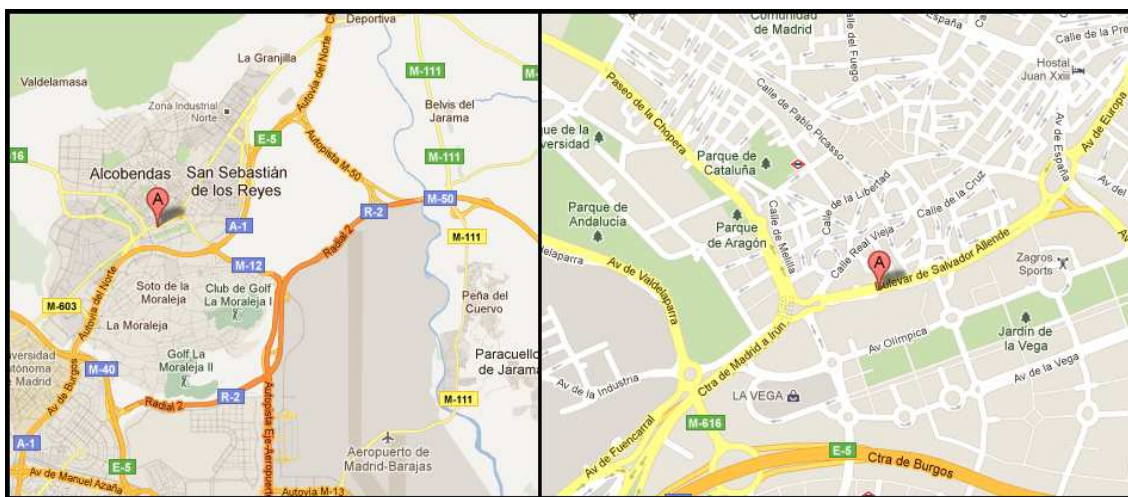 Deportiva
La Granjilla
Valdelamasa
M-111
Zona Industrial
Norte
Autovía del Norte
Belvis del
Jarama
E-5
16
M-111
Autopista M-50
Alcobendas
San Sebastián
de los Reyes
A
M-50
R-2
A-1
Radial 2
M-111
M-12
Club de Golf
La Moraleja I
Soto de la
Moraleja
Peña del
Cuervo
M-603
Autovía del Norte
La Moraleja
Golf La
Moraleja II
Paracuello
de Jarama
M-40
R-2
Radial 2
M-111
Av de Burgos
Autopista Eje-Aeropuerto
Aeropuerto de
Madrid-Barajas
A-1
E-5
Av de Manuel Azaña
Autovía M-13
Comunidad
de Madrid
Calle del Fuego
España
Calle de la Pre
Hostal
Juan Xxiii
Paseo de la Chopera
Calle de Pablo Picasso
Av de Europa
Av de España
Parque de
Cataluña
Calle de la Libertad
Calle de la Cruz
Av del
Parque de
Andalucía
Parque
de Aragón
Calle de Melilla
Calle Real Vieja
delaparra
Av de Valdelaparra
A
Bulevar de Salvador Allende
Zagros
Sports
Jardín de
la Vega
Av Olímpica
Ctra de Madrid a Irún
Av de la Vega
Av de la Industria
LA VEGA
M-616
Av de Fuencarral
E-5
Ctra de Burgos